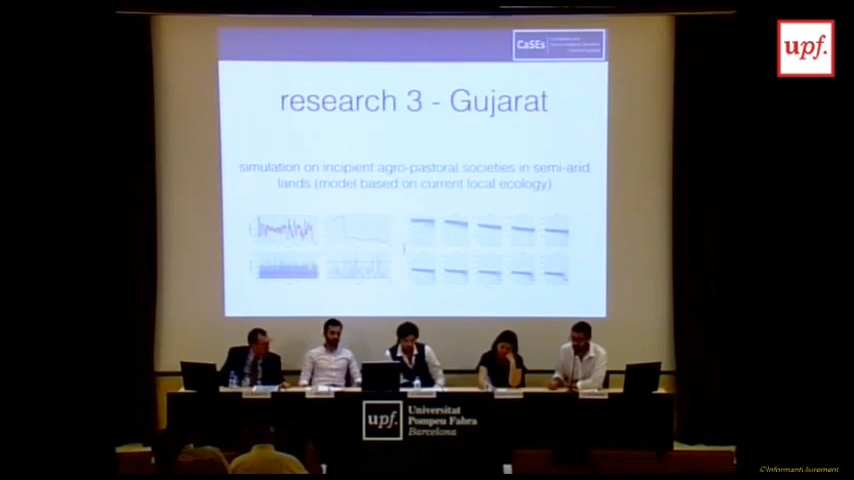 CaSEs
upf.
research 3 - Gujarat
simulation on incipient agro-pastoral societies in semi-arid
lands (model based on current local ecology)
upf.
Universitat
Pompeu Fabra
Barcelona